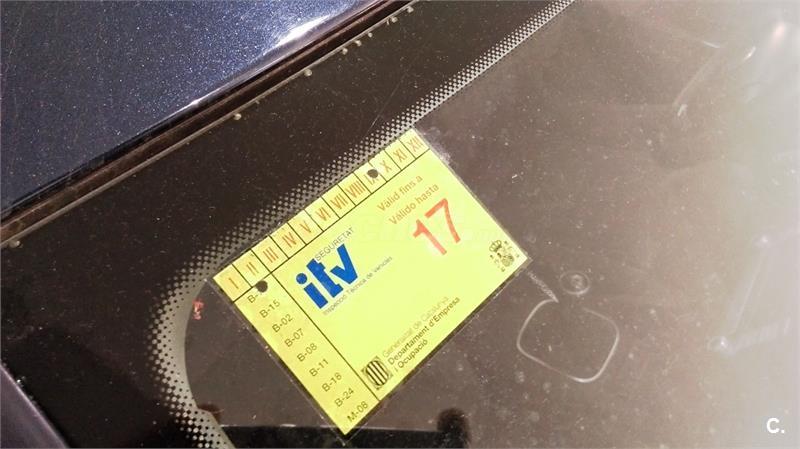 I II III IV V VI VII VIII X XI XII
SEGURETAT
itv
Inspecció Tècnica de Vehicles
Vàlid fins a
Válido hasta
17
B-15
B-02
B-07
B-08
B-11
B-18
B-24
M-08
Generalitat de Catalunya
Departament d'Empresa
i Ocupació
C.